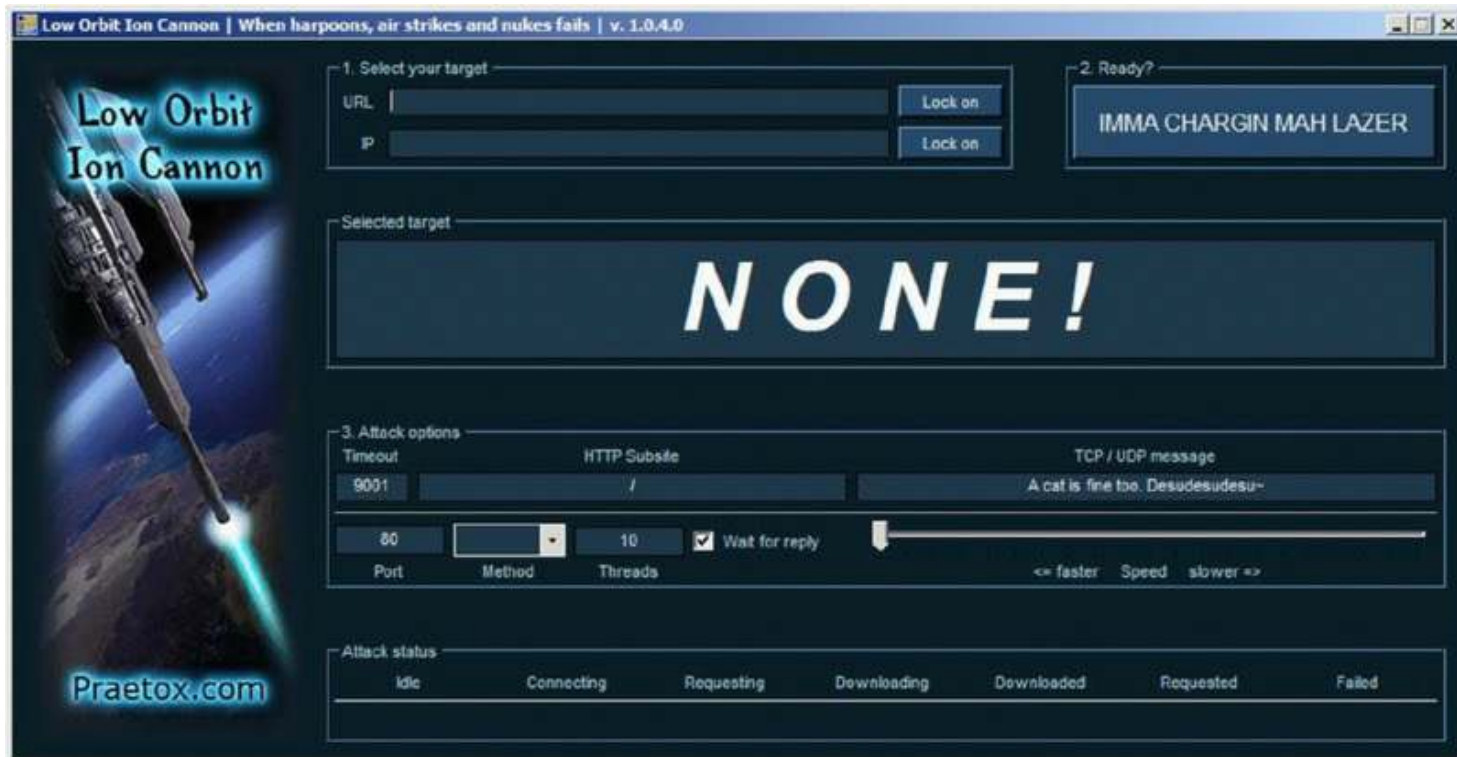 Low Orbit Ion Cannon | When harpoons, air strikes and nukes fails | v. 1.0.4.0
Low Orbit
Ion Cannon
Praetox.com
1. Select your target
URL
Lock on
IP
Lock on
2. Ready?
IMMA CHARGIN MAH LAZER
Selected target
NONE!
3. Attack options
Timeout HTTP Subsite TCP / UDP message
9001 / A cat is fine too. Desudesudesu~
80 10 Wait for reply
Port Method Threads <= faster Speed slower =>
Attack status
Idle Connecting Requesting Downloading Downloaded Requested Failed